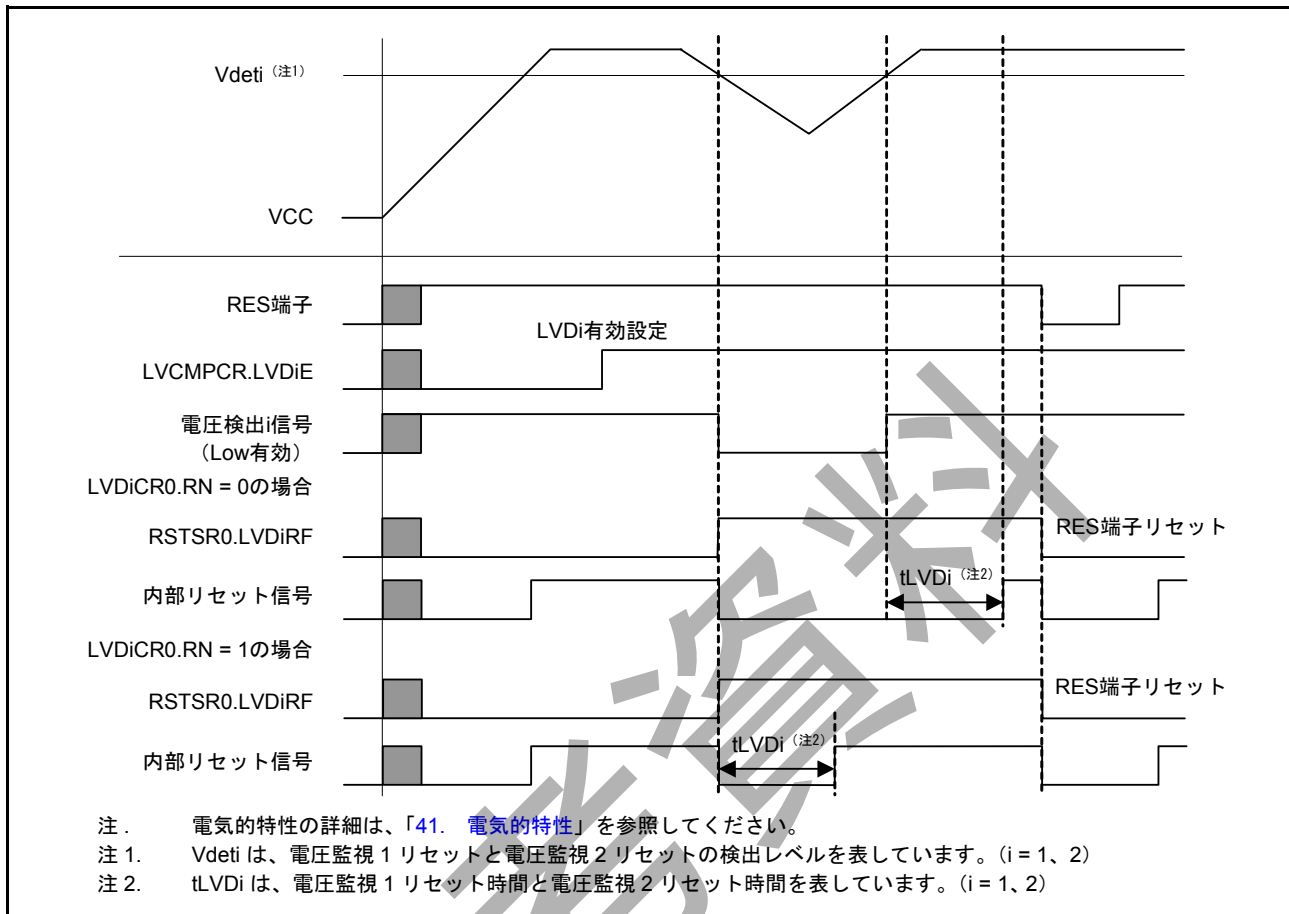 Vdeti（注1）
VCC
RES端子
LVDi有効設定
LVCMPCR.LVDiE
電圧検出i信号
（Low有効）
LVDiCR0.RN = 0の場合
RSTSR0.LVDiRF
RES端子リセット
tLVDi（注2）
内部リセット信号
LVDiCR0.RN = 1の場合
RSTSR0.LVDiRF
RES端子リセット
tLVDi（注2）
内部リセット信号
注 . 電気的特性の詳細は、「41. 電気的特性」を参照してください。
注 1. Vdeti は、電圧監視 1 リセットと電圧監視 2 リセットの検出レベルを表しています。（i = 1、2）
注 2. tLVDi は、電圧監視 1 リセット時間と電圧監視 2 リセット時間を表しています。（i = 1、2）
考資料